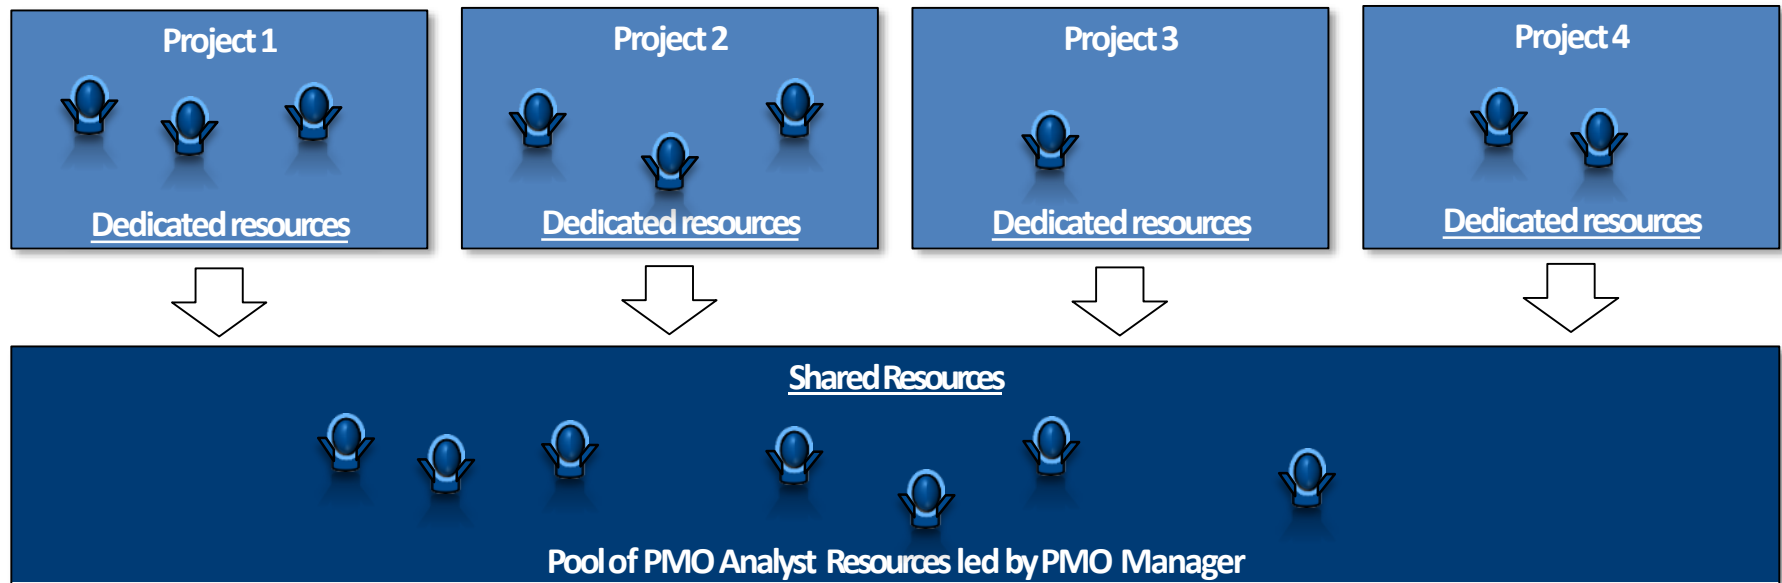 Project 1
Project 2
Project 3
Project 4
Dedicated resources
Dedicated resources
Dedicated resources
Dedicated resources
Shared Resources
Pool of PMO Analyst Resources led by PMO Manager